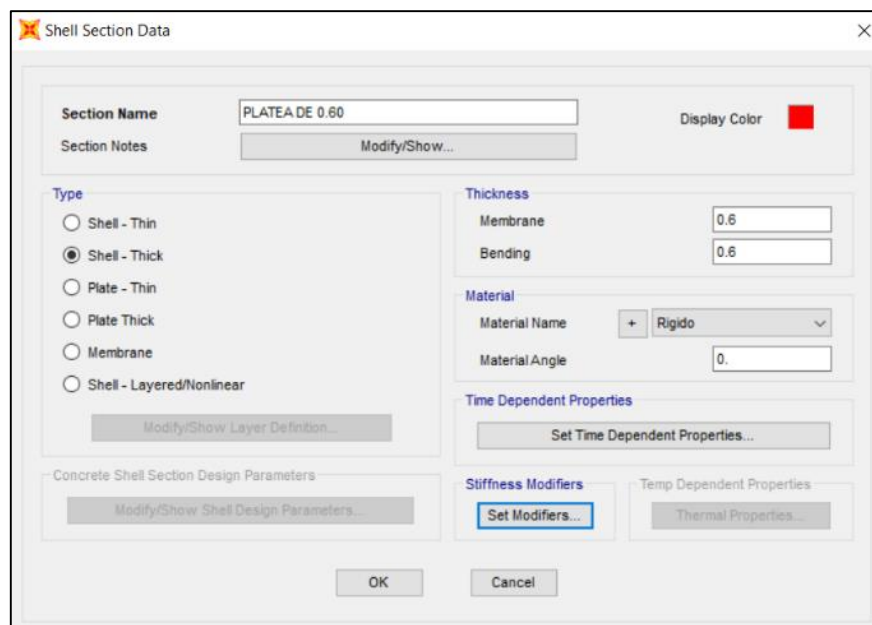 Shell Section Data
Section Name PLATEA DE 0.60 Display Color
Section Notes Modify/Show...
Type
Shell - Thin
Shell - Thick
Plate - Thin
Plate Thick
Membrane
Shell - Layered/Nonlinear
Modify/Show Layer Definition...
Thickness
Membrane 0.6
Bending 0.6
Material
Material Name + Rigido
Material Angle 0.
Time Dependent Properties
Set Time Dependent Properties...
Concrete Shell Section Design Parameters
Modify/Show Shell Design Parameters...
Stiffness Modifiers
Set Modifiers...
Temp Dependent Properties
Thermal Properties...
OK Cancel